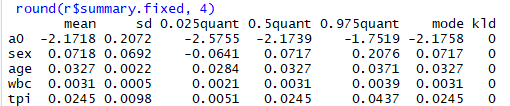 round(r$summary.fixed, 4)
mean sd 0.025quant 0.5quant 0.975quant mode kld
a0 -2.1718 0.2072 -2.5755 -2.1739 -1.7519 -2.1758 0
sex 0.0718 0.0692 -0.0641 0.0717 0.2076 0.0717 0
age 0.0327 0.0022 0.0284 0.0327 0.0371 0.0327 0
wbc 0.0031 0.0005 0.0021 0.0031 0.0039 0.0031 0
tpi 0.0245 0.0098 0.0051 0.0245 0.0437 0.0245 0